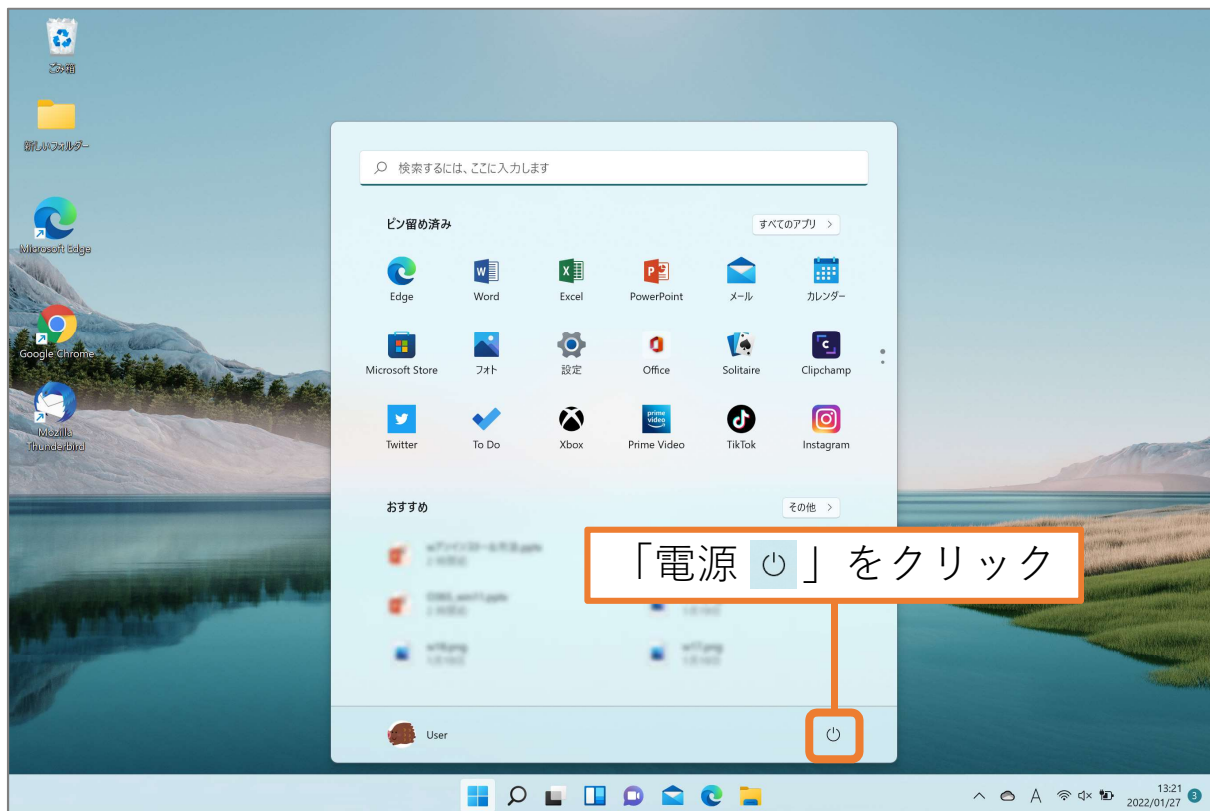 ごみ箱
新しいフォルダー
Microsoft Edge
Google Chrome
Mozilla
Thunderbird
検索するには、ここに入力します
ピン留め済み
すべてのアプリ >
Edge
Word
Excel
PowerPoint
メール
カレンダー
Microsoft Store
フォト
設定
Office
Solitaire
Clipchamp
prime
video
Twitter
To Do
Xbox
Prime Video
TikTok
Instagram
おすすめ
その他 >
「電源 」をクリック
User
A
13:21
2022/01/27
3